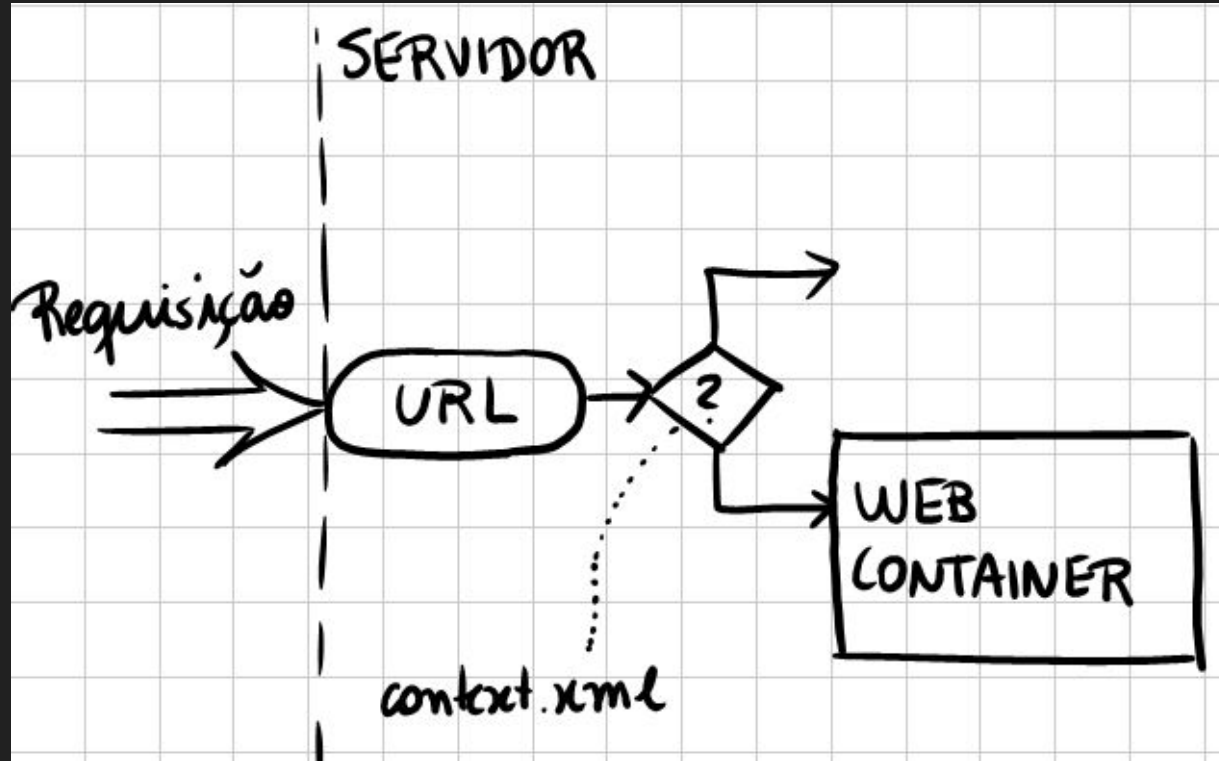 SERVIDOR
Requisição
URL
?
WEB
CONTAINER
context.xml